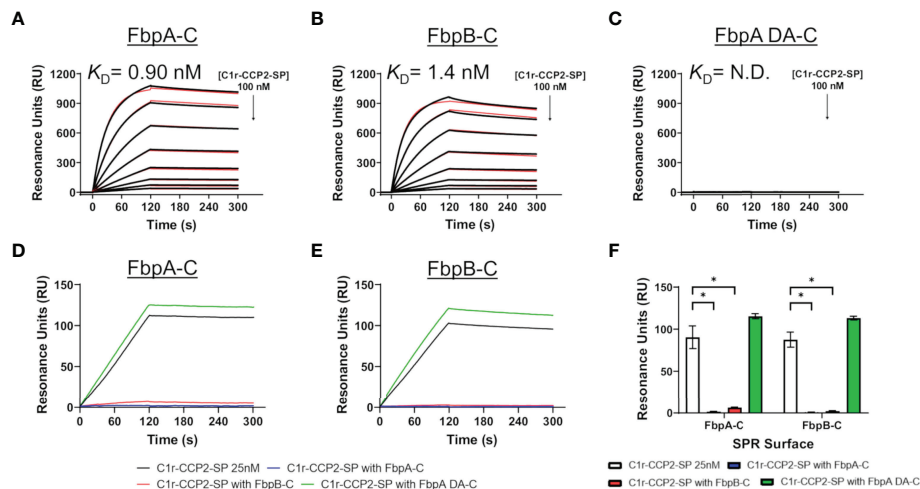 A
FbpA-C
K_D= 0.90 nM
[C1r-CCP2-SP]
100 nM
Resonance Units (RU)
1200
900
600
300
0
0 60 120 180 240 300
Time (s)
B
FbpB-C
K_D= 1.4 nM
[C1r-CCP2-SP]
100 nM
Resonance Units (RU)
1200
900
600
300
0
0 60 120 180 240 300
Time (s)
C
FbpA DA-C
K_D= N.D.
[C1r-CCP2-SP]
100 nM
Resonance Units (RU)
1200
900
600
300
0
0 60 120 180 240 300
Time (s)
D
FbpA-C
Resonance Units (RU)
150
100
50
0
0 60 120 180 240 300
Time (s)
E
FbpB-C
Resonance Units (RU)
150
100
50
0
0 60 120 180 240 300
Time (s)
C1r-CCP2-SP 25nM
C1r-CCP2-SP with FbpA-C
C1r-CCP2-SP with FbpB-C
C1r-CCP2-SP with FbpA DA-C
F
Resonance Units (RU)
150
100
50
0
* *
* *
FbpA-C FbpB-C
SPR Surface
C1r-CCP2-SP 25nM
C1r-CCP2-SP with FbpA-C
C1r-CCP2-SP with FbpB-C
C1r-CCP2-SP with FbpA DA-C